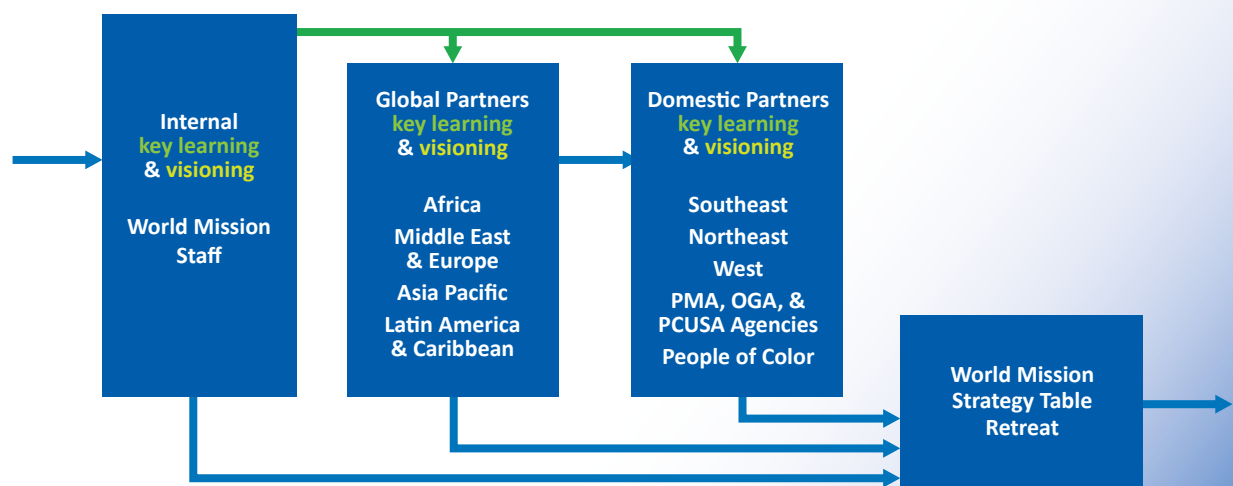 Internal
key learning
& visioning
World Mission
Staff
Global Partners
key learning
& visioning
Africa
Middle East
& Europe
Asia Pacific
Latin America
& Caribbean
Domestic Partners
key learning
& visioning
Southeast
Northeast
West
PMA, OGA, &
PCUSA Agencies
People of Color
World Mission
Strategy Table
Retreat